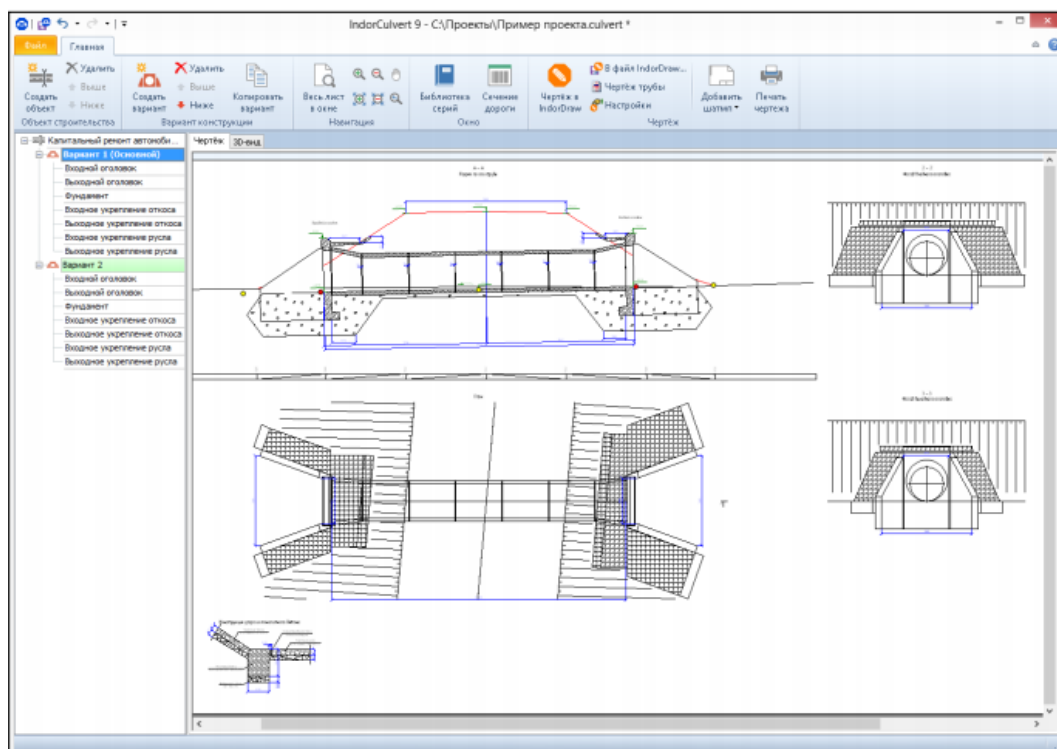 IndorCulvert 9 - C:\Проекты\Пример проекта.culvert *
Файл
Главная
Создать объект
Удалить
Выше
Ниже
Объект строительства
Создать вариант
Удалить
Выше
Ниже
Копировать вариант
Вариант конструкции
Весь лист в окне
Навигация
Библиотека серий
Сечение дороги
Окно
Чертёж в IndorDraw
В файл IndorDraw...
Чертёж трубы
Настройки
Чертёж
Добавить штамп
Печать чертежа
Капитальный ремонт автомоби...
Вариант 1 (Основной)
Входной оголовок
Выходной оголовок
Фундамент
Входное укрепление откоса
Выходное укрепление откоса
Входное укрепление русла
Выходное укрепление русла
Вариант 2
Входной оголовок
Выходной оголовок
Фундамент
Входное укрепление откоса
Выходное укрепление откоса
Входное укрепление русла
Выходное укрепление русла
Чертёж
3D-вид